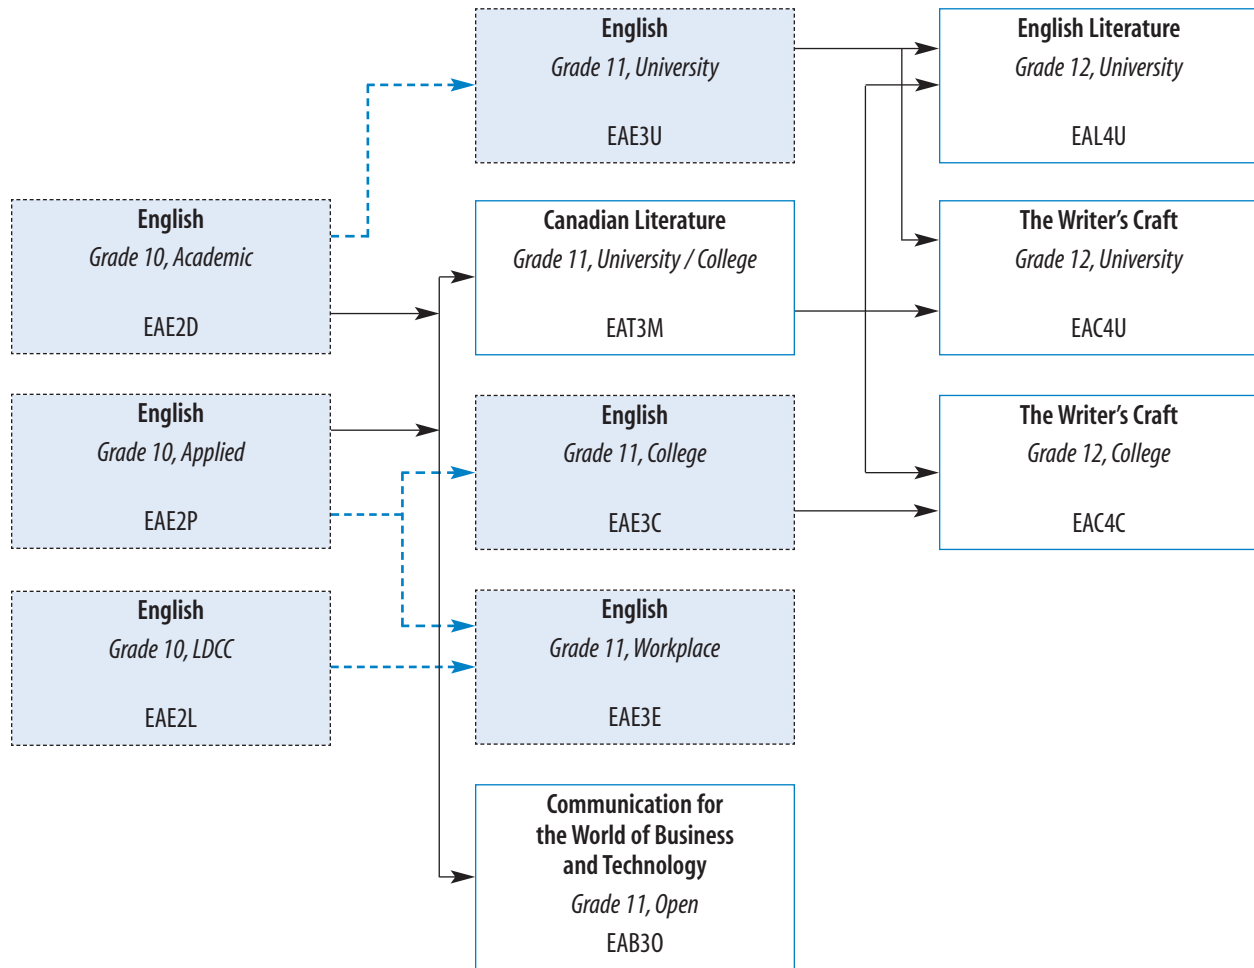 English
Grade 11, University
EAE3U
English Literature
Grade 12, University
EAL4U
English
Grade 10, Academic
EAE2D
Canadian Literature
Grade 11, University / College
EAT3M
The Writer’s Craft
Grade 12, University
EAC4U
English
Grade 10, Applied
EAE2P
English
Grade 11, College
EAE3C
The Writer’s Craft
Grade 12, College
EAC4C
English
Grade 10, LDCC
EAE2L
English
Grade 11, Workplace
EAE3E
Communication for
the World of Business
and Technology
Grade 11, Open
EAB3O